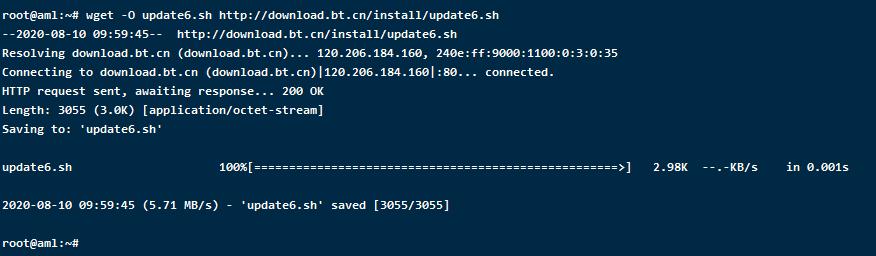 root@aml:~# wget -O update6.sh http://download.bt.cn/install/update6.sh
--2020-08-10 09:59:45--  http://download.bt.cn/install/update6.sh
Resolving download.bt.cn (download.bt.cn)... 120.206.184.160, 240e:ff:9000:1100:0:3:0:35
Connecting to download.bt.cn (download.bt.cn)|120.206.184.160|:80... connected.
HTTP request sent, awaiting response... 200 OK
Length: 3055 (3.0K) [application/octet-stream]
Saving to: 'update6.sh'
update6.sh                     100%[====================================================>]   2.98K  --.-KB/s    in 0.001s
2020-08-10 09:59:45 (5.71 MB/s) - 'update6.sh' saved [3055/3055]
root@aml:~#